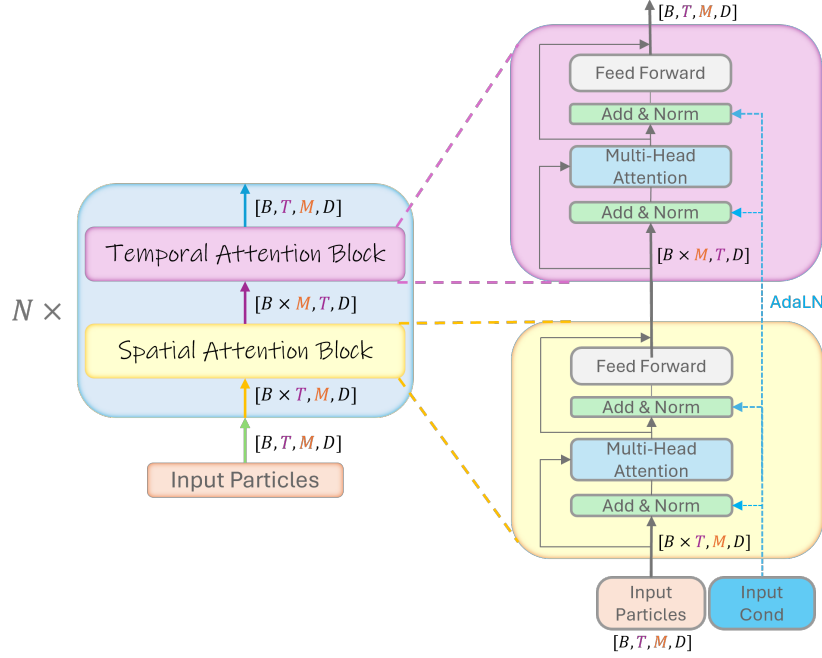 [B, T, M, D]
Temporal Attention Block
[B × M, T, D]
N ×
Spatial Attention Block
[B × T, M, D]
[B, T, M, D]
Input Particles
[B, T, M, D]
Feed Forward
Add & Norm
Multi-Head
Attention
Add & Norm
[B × M, T, D]
AdaLN
Feed Forward
Add & Norm
Multi-Head
Attention
Add & Norm
[B × T, M, D]
Input
Particles
[B, T, M, D]
Input
Cond